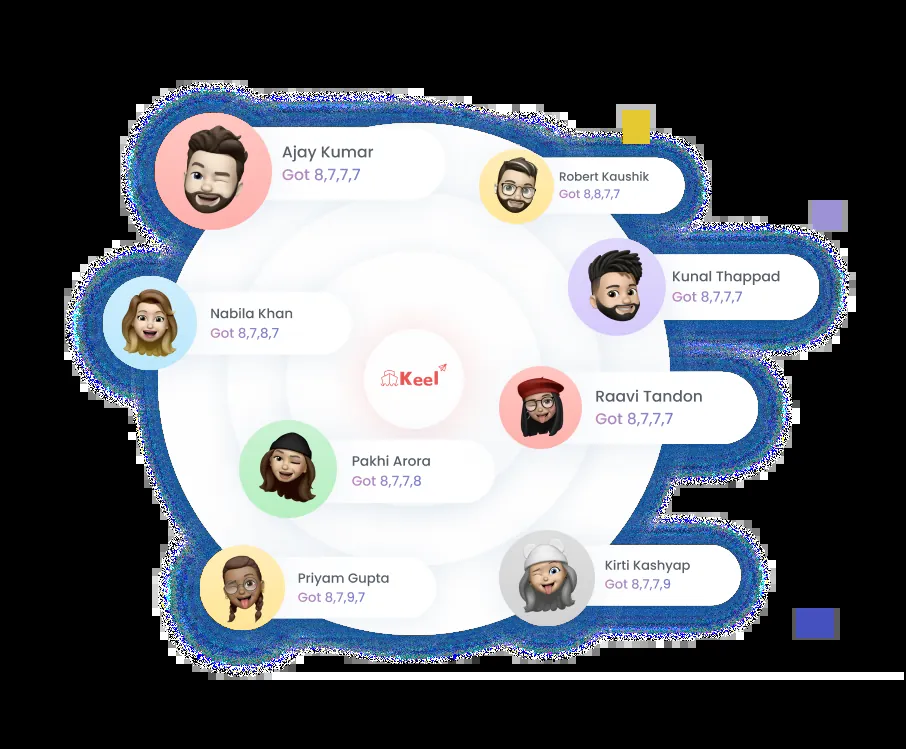 Ajay Kumar
Got 8,7,7,7
Robert Kaushik
Got 8,8,7,7
Kunal Thappad
Got 8,7,7,7
Nabila Khan
Got 8,7,8,7
Keel
Raavi Tandon
Got 8,7,7,7
Pakhi Arora
Got 8,7,7,8
Kirti Kashyap
Got 8,7,7,9
Priyam Gupta
Got 8,7,9,7